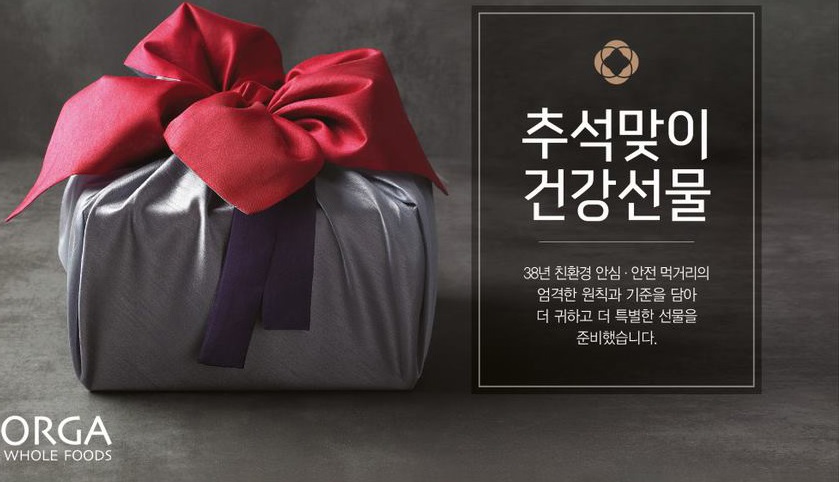 추석맞이
건강선물
38년 친환경 안심 · 안전 먹거리의
엄격한 원칙과 기준을 담아
더 귀하고 더 특별한 선물을
준비했습니다.
ORGA
WHOLE FOODS